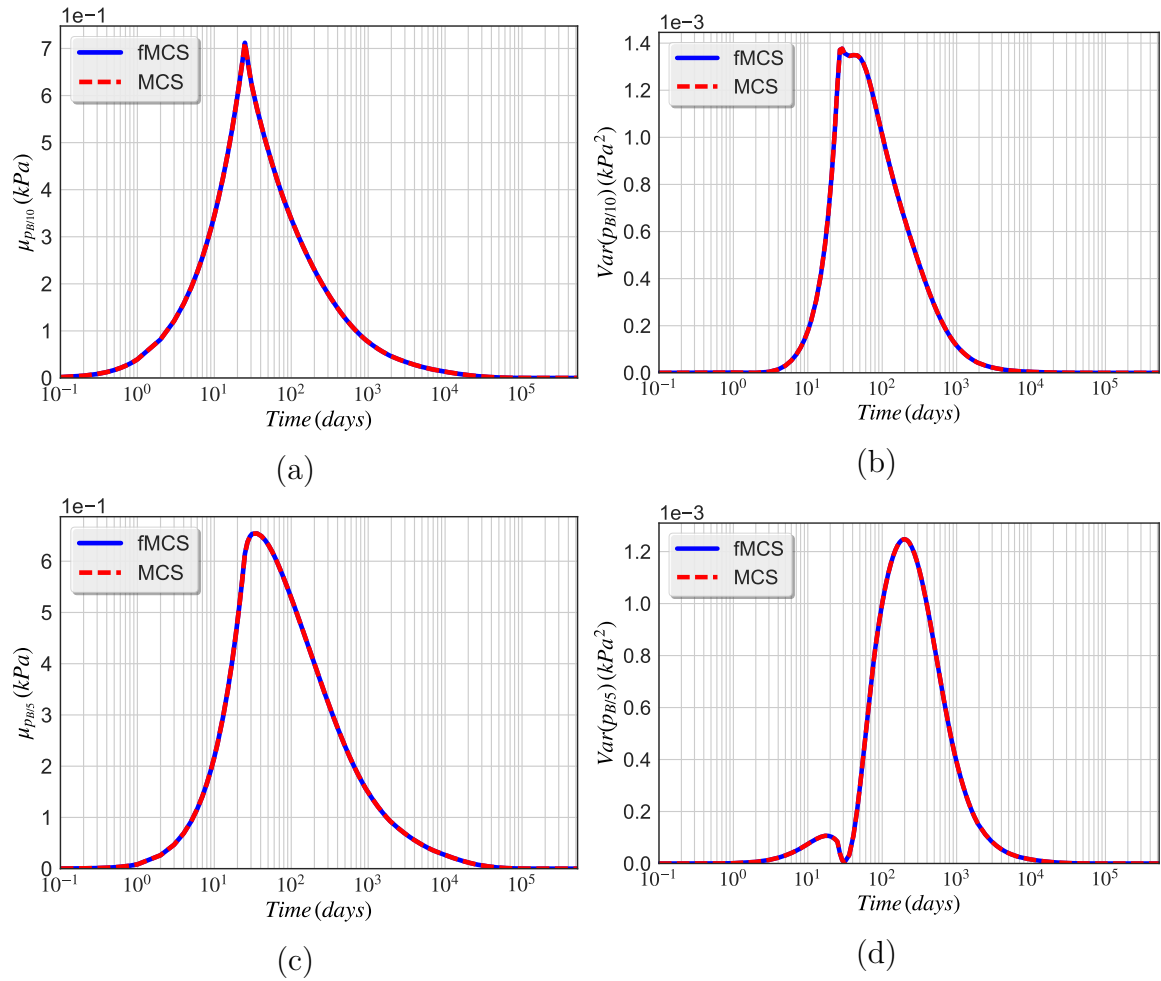 1e−1
fMCS
MCS
7
6
5
4
3
2
1
0
μ_{p_{B/10}} (kPa)
10^{-1} 10^0 10^1 10^2 10^3 10^4 10^5
Time (days)
(a)
1e−3
fMCS
MCS
1.4
1.2
1.0
0.8
0.6
0.4
0.2
0.0
Var(p_{B/10}) (kPa^2)
10^{-1} 10^0 10^1 10^2 10^3 10^4 10^5
Time (days)
(b)
1e−1
fMCS
MCS
6
5
4
3
2
1
0
μ_{p_{B/5}} (kPa)
10^{-1} 10^0 10^1 10^2 10^3 10^4 10^5
Time (days)
(c)
1e−3
fMCS
MCS
1.2
1.0
0.8
0.6
0.4
0.2
0.0
Var(p_{B/5}) (kPa^2)
10^{-1} 10^0 10^1 10^2 10^3 10^4 10^5
Time (days)
(d)